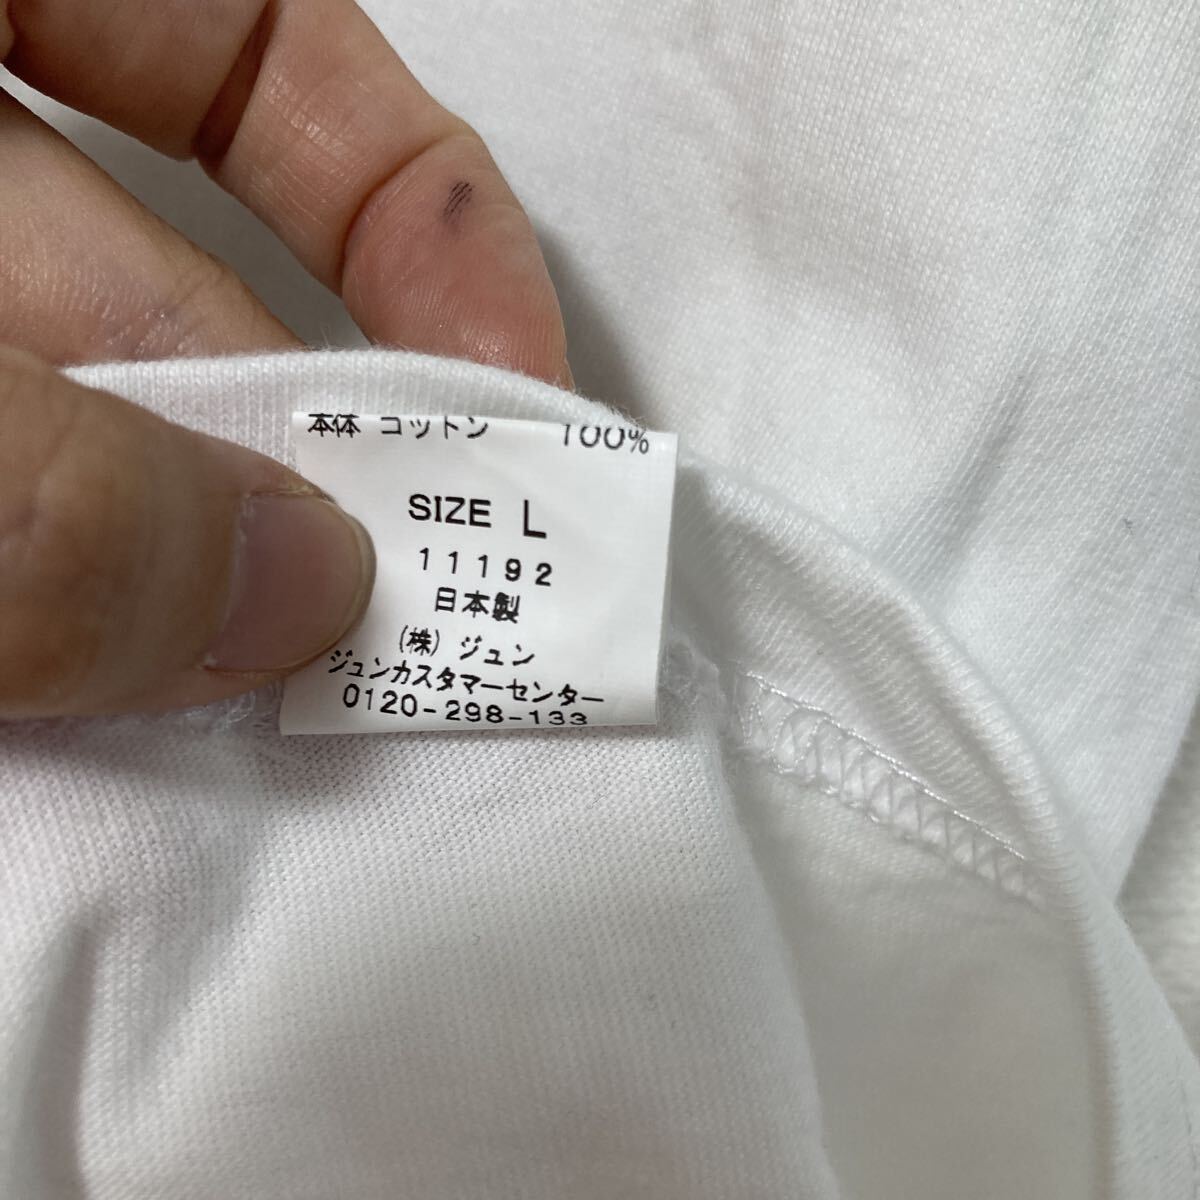 本体 コットン 100%
SIZE L
11192
日本製
(株) ジュン
ジュンカスタマーセンター
0120-298-133